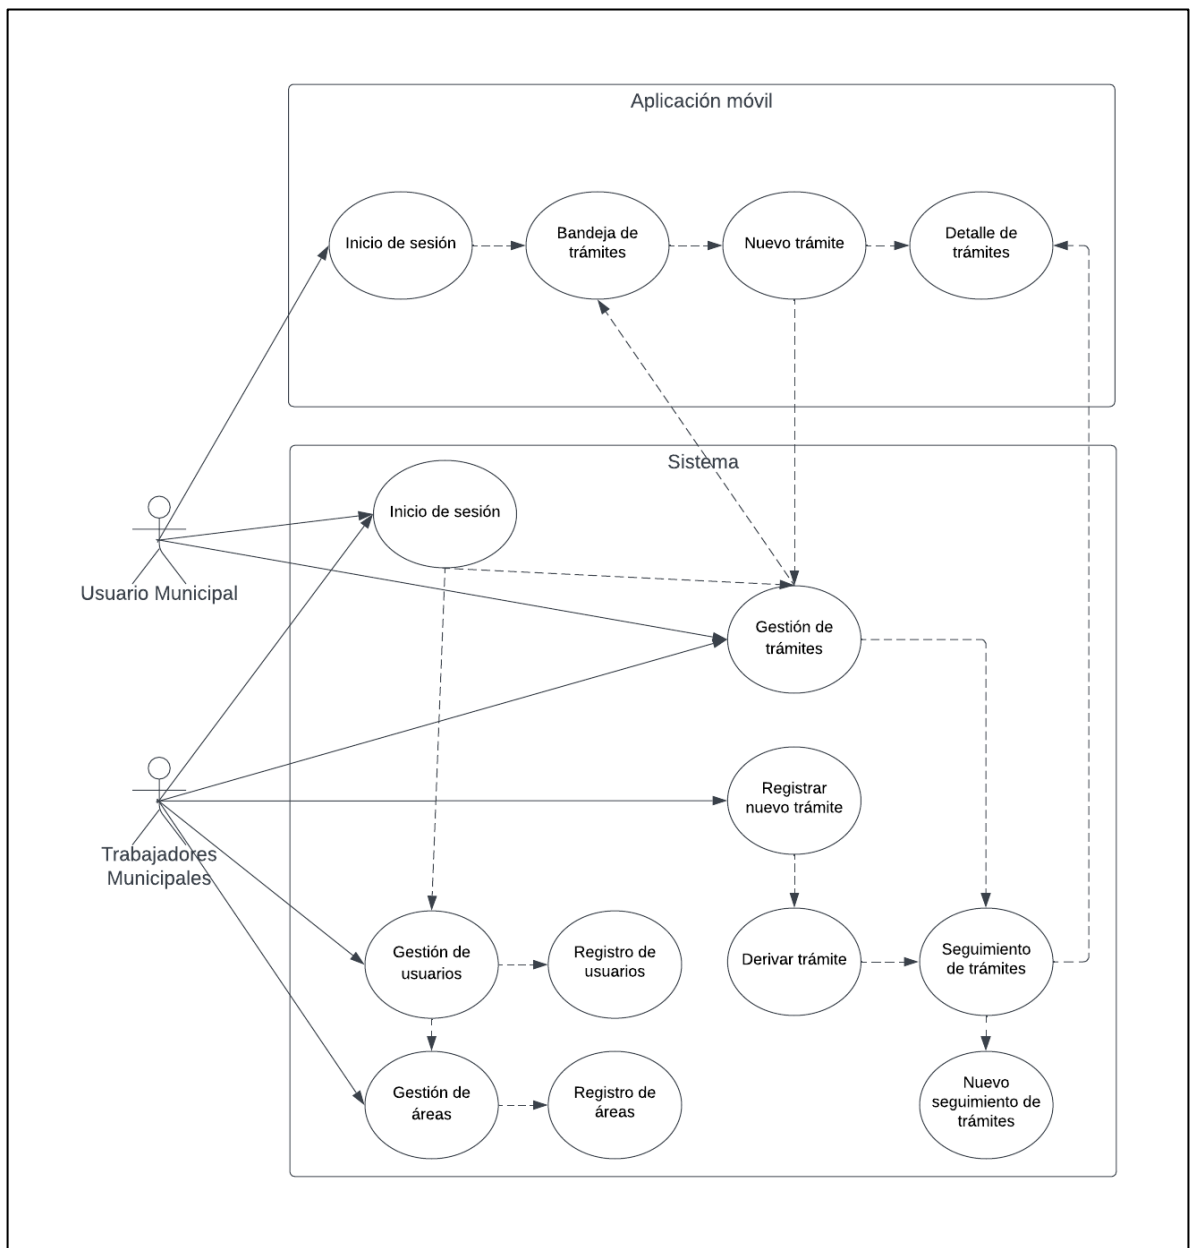 Aplicación móvil
Inicio de sesión
Bandeja de
trámites
Nuevo trámite
Detalle de
trámites
Sistema
Inicio de sesión
Usuario Municipal
Gestión de
trámites
Registrar
nuevo trámite
Trabajadores
Municipales
Gestión de
usuarios
Registro de
usuarios
Derivar trámite
Seguimiento
de trámites
Gestión de
áreas
Registro de
áreas
Nuevo
seguimiento de
trámites